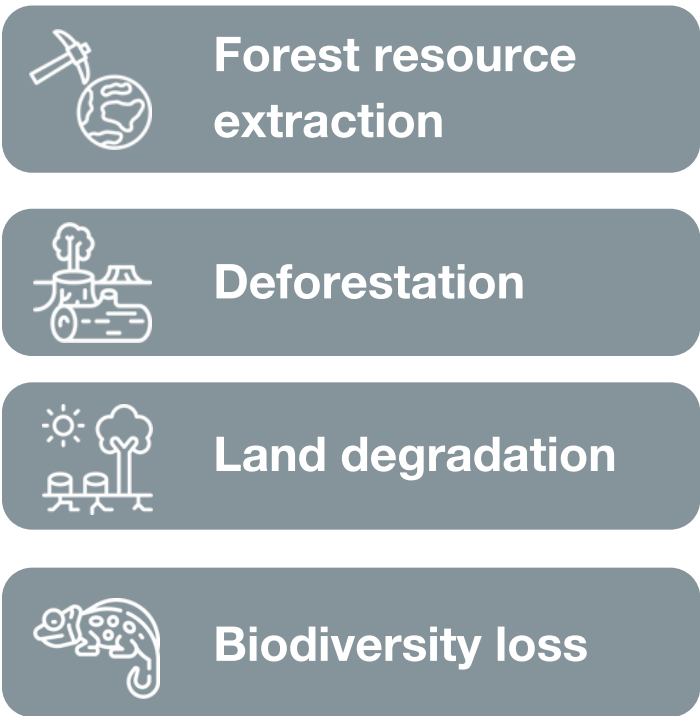 Forest resource
extraction
Deforestation
Land degradation
Biodiversity loss